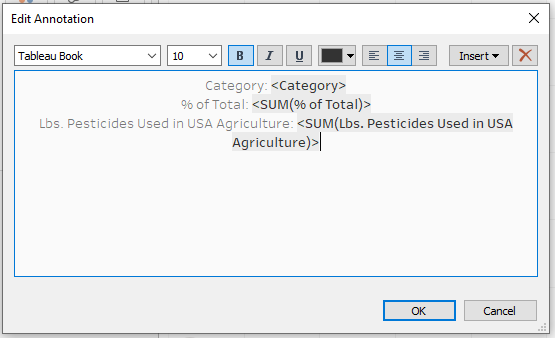 Edit Annotation
Tableau Book 10 B I U Insert
Category: <Category>
% of Total: <SUM(% of Total)>
Lbs. Pesticides Used in USA Agriculture: <SUM(Lbs. Pesticides Used in USA
Agriculture)>
OK Cancel